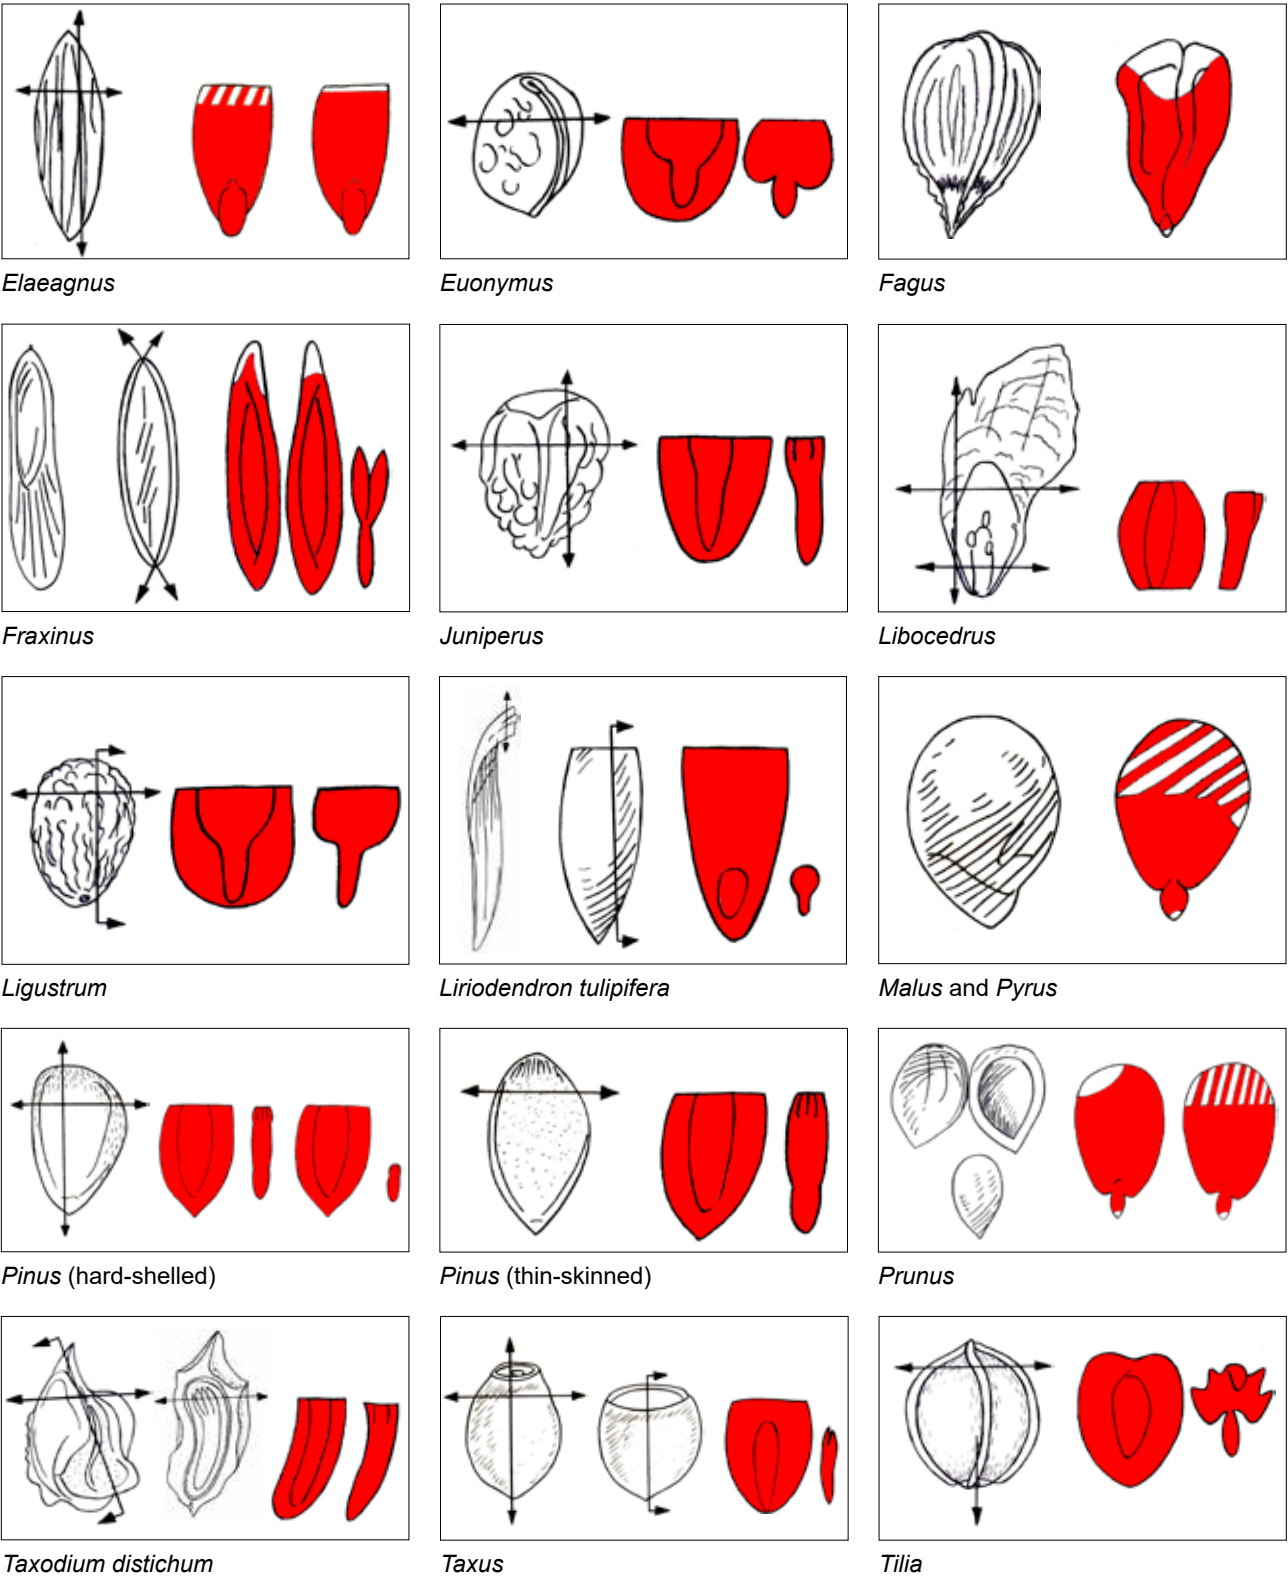 Elaeagnus
Euonymus
Fagus
Fraxinus
Juniperus
Libocedrus
Ligustrum
Liriodendron tulipifera
Malus and Pyrus
Pinus (hard-shelled)
Pinus (thin-skinned)
Prunus
Taxodium distichum
Taxus
Tilia